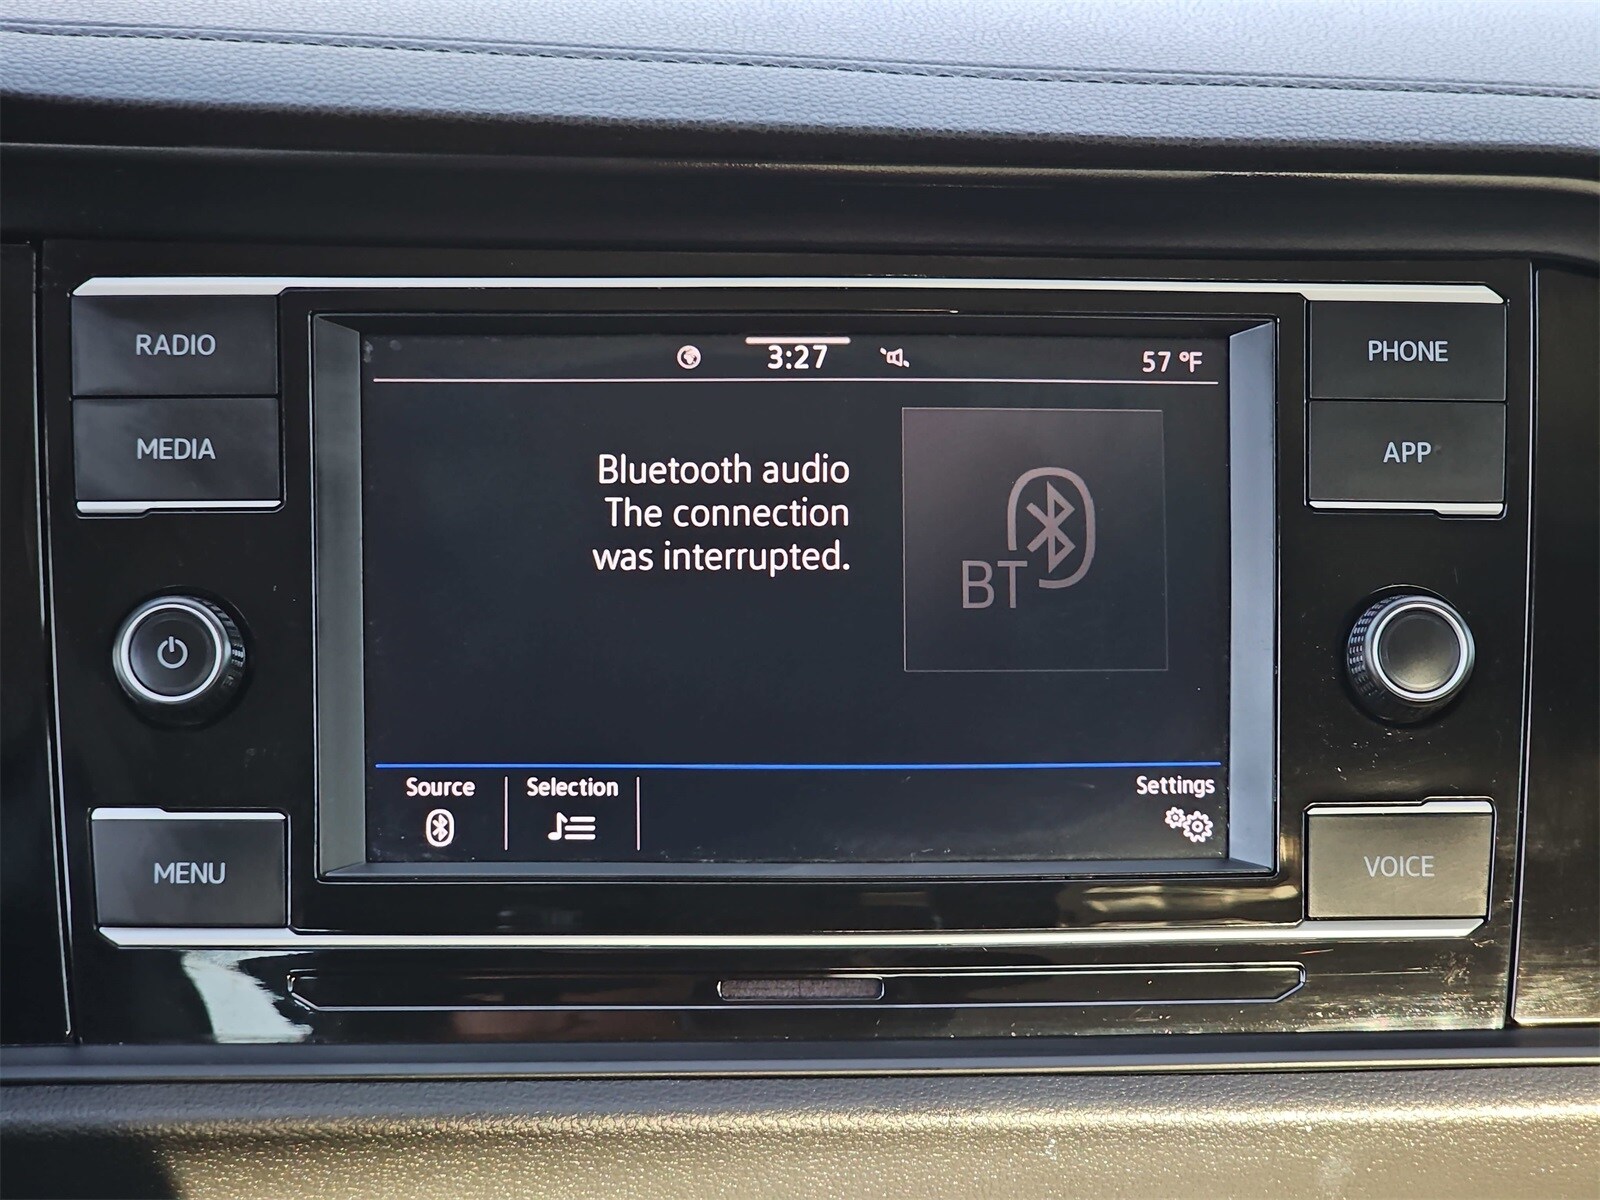 RADIO
MEDIA
MENU
3:27
57 °F
Bluetooth audio
The connection
was interrupted.
BT
Source
Selection
Settings
PHONE
APP
VOICE